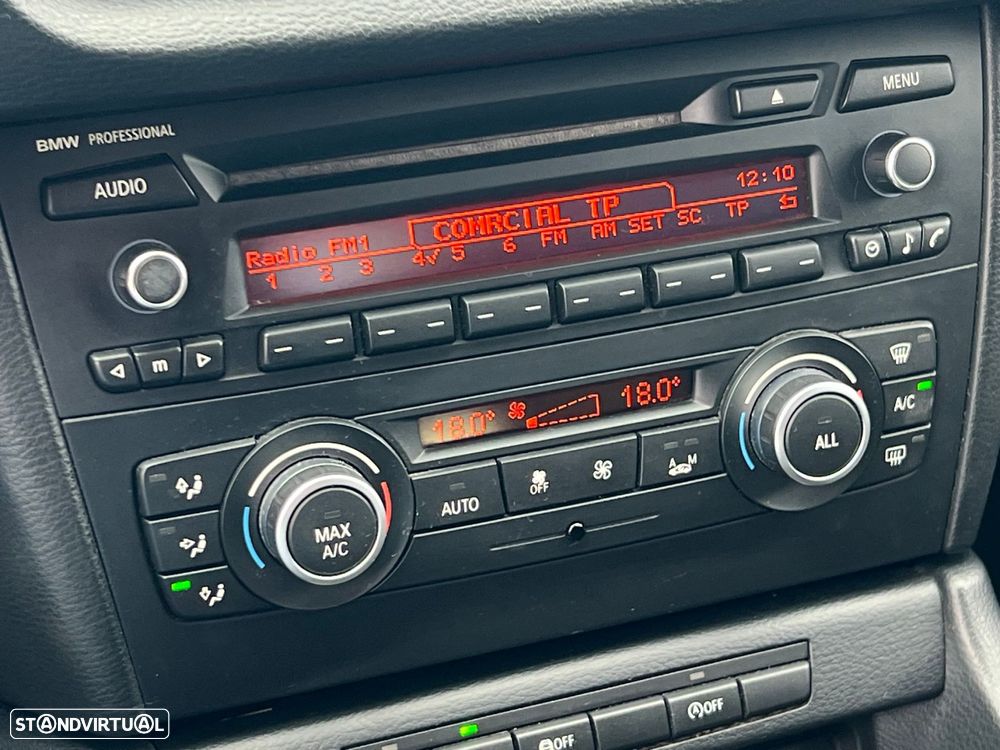 BMW PROFESSIONAL
MENU
AUDIO
Radio FM1 COMRCIAL TP 12:10
1 2 3 4✓ 5 6 FM AM SET SC TP
m
18.0° 18.0°
A/C
ALL
A M
OFF
AUTO
MAX A/C
OFF
OFF
STANDVIRTUAL